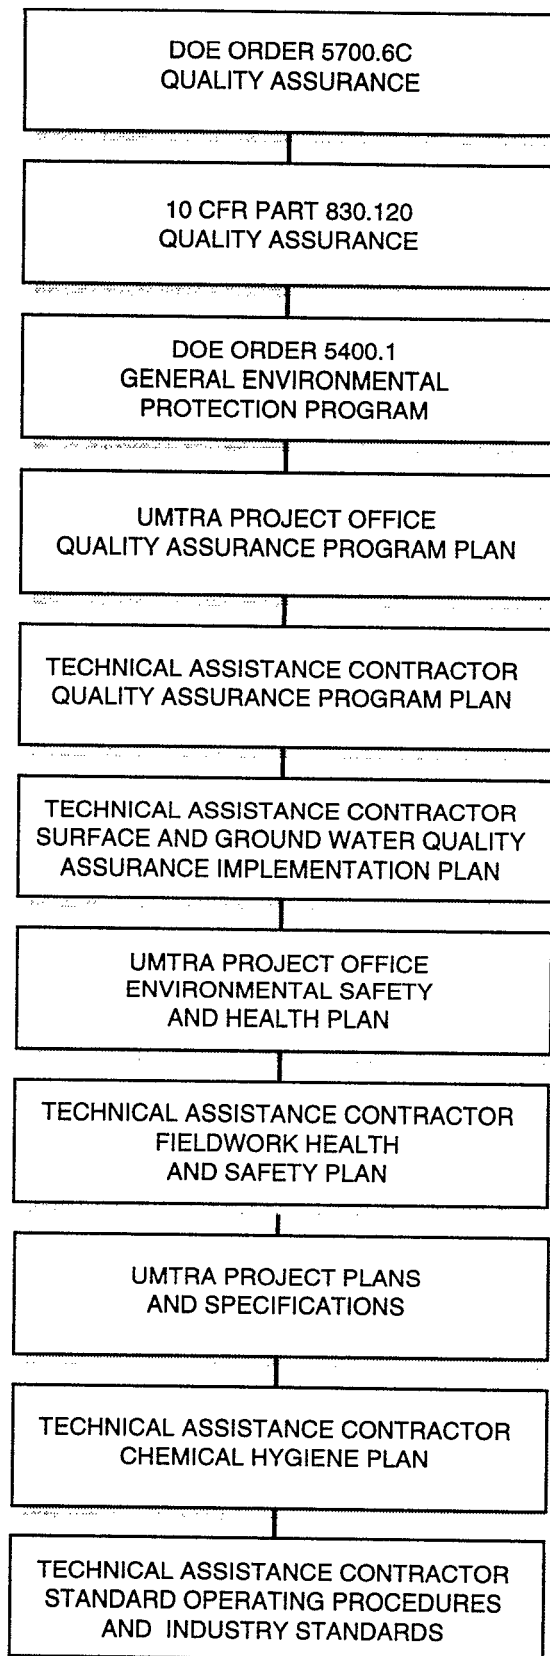 DOE ORDER 5700.6C
QUALITY ASSURANCE
10 CFR PART 830.120
QUALITY ASSURANCE
DOE ORDER 5400.1
GENERAL ENVIRONMENTAL
PROTECTION PROGRAM
UMTRA PROJECT OFFICE
QUALITY ASSURANCE PROGRAM PLAN
TECHNICAL ASSISTANCE CONTRACTOR
QUALITY ASSURANCE PROGRAM PLAN
TECHNICAL ASSISTANCE CONTRACTOR
SURFACE AND GROUND WATER QUALITY
ASSURANCE IMPLEMENTATION PLAN
UMTRA PROJECT OFFICE
ENVIRONMENTAL SAFETY
AND HEALTH PLAN
TECHNICAL ASSISTANCE CONTRACTOR
FIELDWORK HEALTH
AND SAFETY PLAN
UMTRA PROJECT PLANS
AND SPECIFICATIONS
TECHNICAL ASSISTANCE CONTRACTOR
CHEMICAL HYGIENE PLAN
TECHNICAL ASSISTANCE CONTRACTOR
STANDARD OPERATING PROCEDURES
AND INDUSTRY STANDARDS